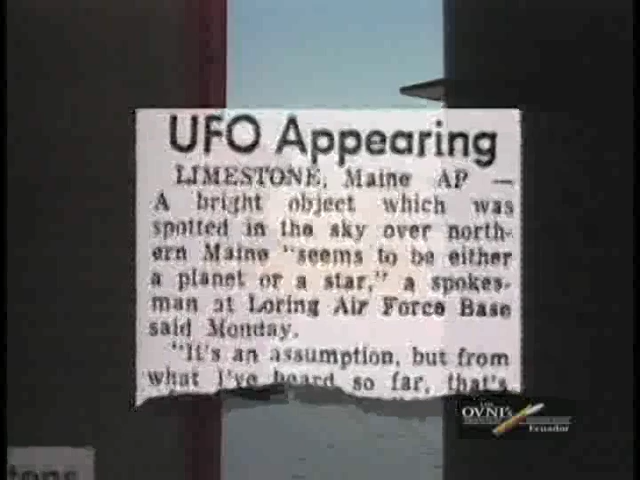 UFO Appearing
LIMESTONE, Maine AP —
A bright object which was
spotted in the sky over north-
ern Maine "seems to be either
a planet or a star," a spokes-
man at Loring Air Force Base
said Monday.
"It's an assumption, but from
what I've heard so far, that's
OVNIs
Ecuador
tons